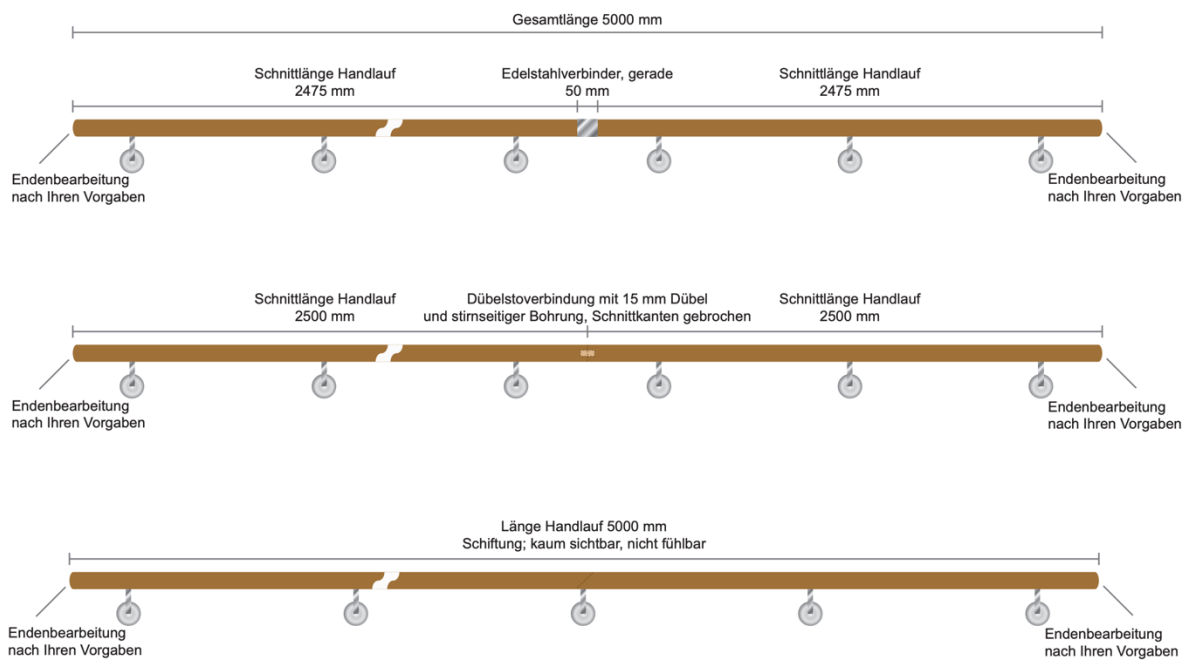 Gesamtlänge 5000 mm
Schnittlänge Handlauf
2475 mm
Edelstahlverbinder, gerade
50 mm
Schnittlänge Handlauf
2475 mm
Endenbearbeitung
nach Ihren Vorgaben
Endenbearbeitung
nach Ihren Vorgaben
Schnittlänge Handlauf
2500 mm
Dübelstoverbindung mit 15 mm Dübel
und stirnseitiger Bohrung, Schnittkanten gebrochen
Schnittlänge Handlauf
2500 mm
Endenbearbeitung
nach Ihren Vorgaben
Endenbearbeitung
nach Ihren Vorgaben
Länge Handlauf 5000 mm
Schiftung; kaum sichtbar, nicht fühlbar
Endenbearbeitung
nach Ihren Vorgaben
Endenbearbeitung
nach Ihren Vorgaben